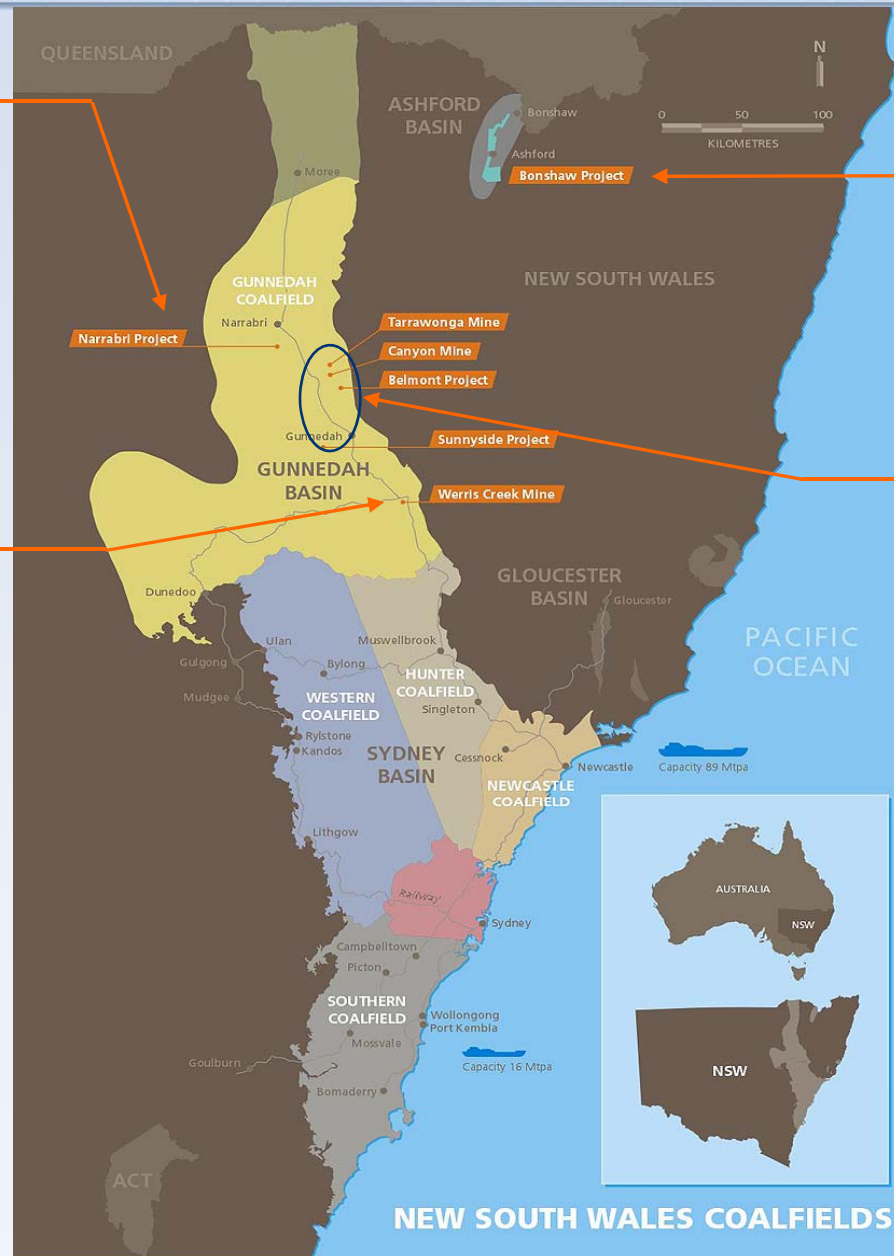 QUEENSLAND
N
ASHFORD
BASIN
Bonshaw
0 50 100
KILOMETRES
Ashford
Moree
Bonshaw Project
GUNNEDAH
COALFIELD
NEW SOUTH WALES
Narrabri
Tarrawonga Mine
Narrabri Project
Canyon Mine
Belmont Project
Gunnedah
Sunnyside Project
GUNNEDAH
BASIN
Werris Creek Mine
GLOUCESTER
BASIN
Dunedoo
Gloucester
PACIFIC
OCEAN
Ulan
Muswellbrook
Gulgong
Bylong
HUNTER
COALFIELD
Mudgee
WESTERN
COALFIELD
Singleton
Rylstone
Kandos
SYDNEY
BASIN
Cessnock
Newcastle
Capacity 89 Mtpa
NEWCASTLE
COALFIELD
Lithgow
Railway
AUSTRALIA
NSW
Sydney
Campbelltown
Picton
SOUTHERN
COALFIELD
Wollongong
Port Kembla
Mossvale
Goulburn
Capacity 16 Mtpa
NSW
Bomaderry
ACT
NEW SOUTH WALES COALFIELDS